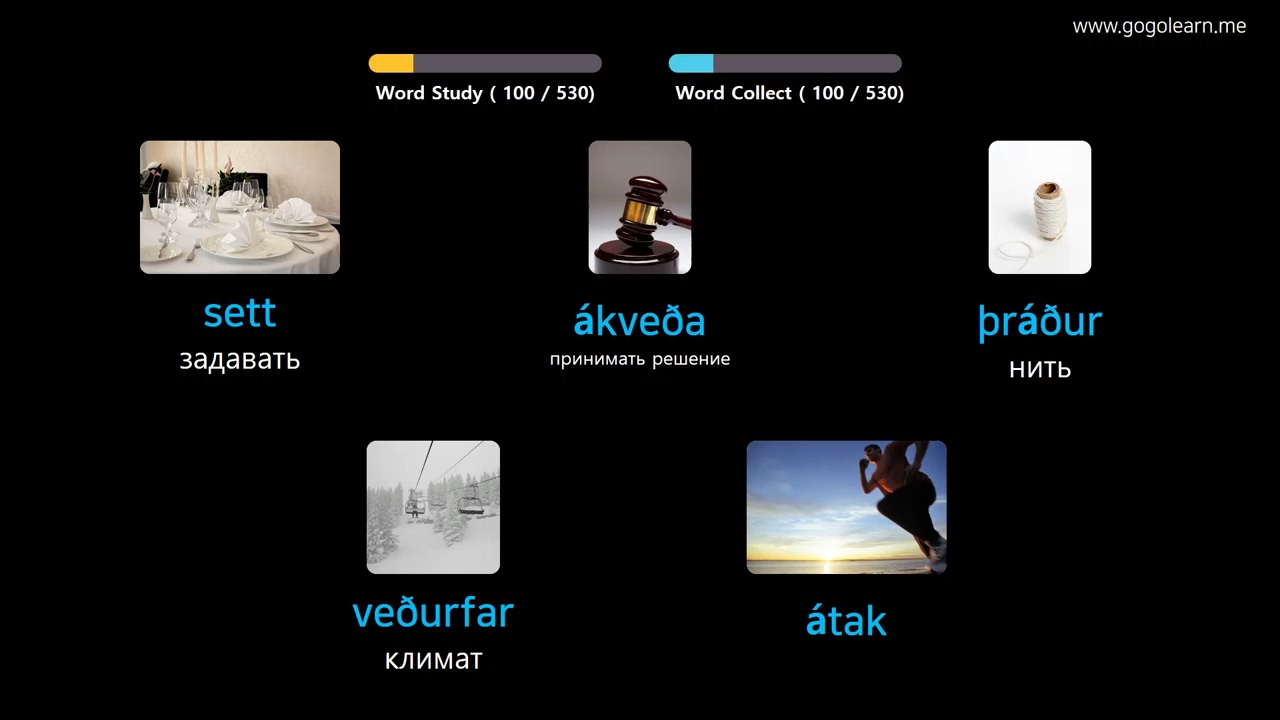 www.gogolearn.me
Word Study ( 100 / 530)
Word Collect ( 100 / 530)
sett
задавать
ákveða
принимать решение
þráður
нить
veðurfar
климат
átak